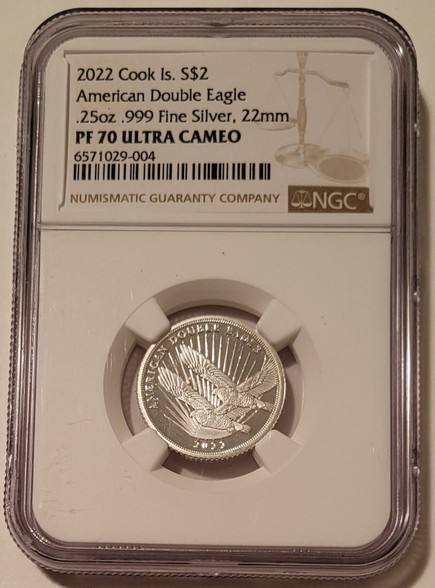 2022 Cook Is. S$2
American Double Eagle
.25oz .999 Fine Silver, 22mm
PF 70 ULTRA CAMEO
6571029-004
NUMISMATIC GUARANTY COMPANY
NGC®
AMERICAN DOUBLE EAGLE
2022